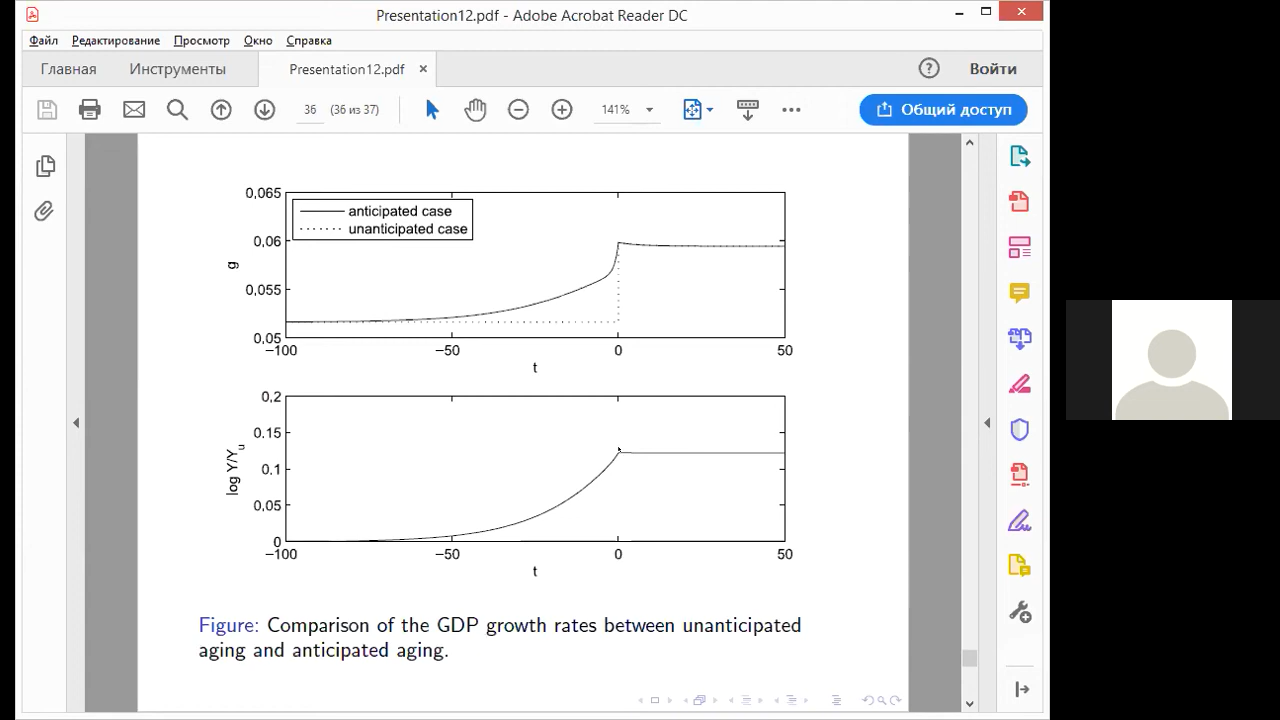 Presentation12.pdf - Adobe Acrobat Reader DC
Файл Редактирование Просмотр Окно Справка
Главная Инструменты Presentation12.pdf × ? Войти
36 (36 из 37) 141% Общий доступ
0,065
anticipated case
unanticipated case
0,06
g
0,055
0,05
−100 −50 0 50
t
0,2
0,15
log Y/Yu
0,1
0,05
0
−100 −50 0 50
t
Figure: Comparison of the GDP growth rates between unanticipated
aging and anticipated aging.